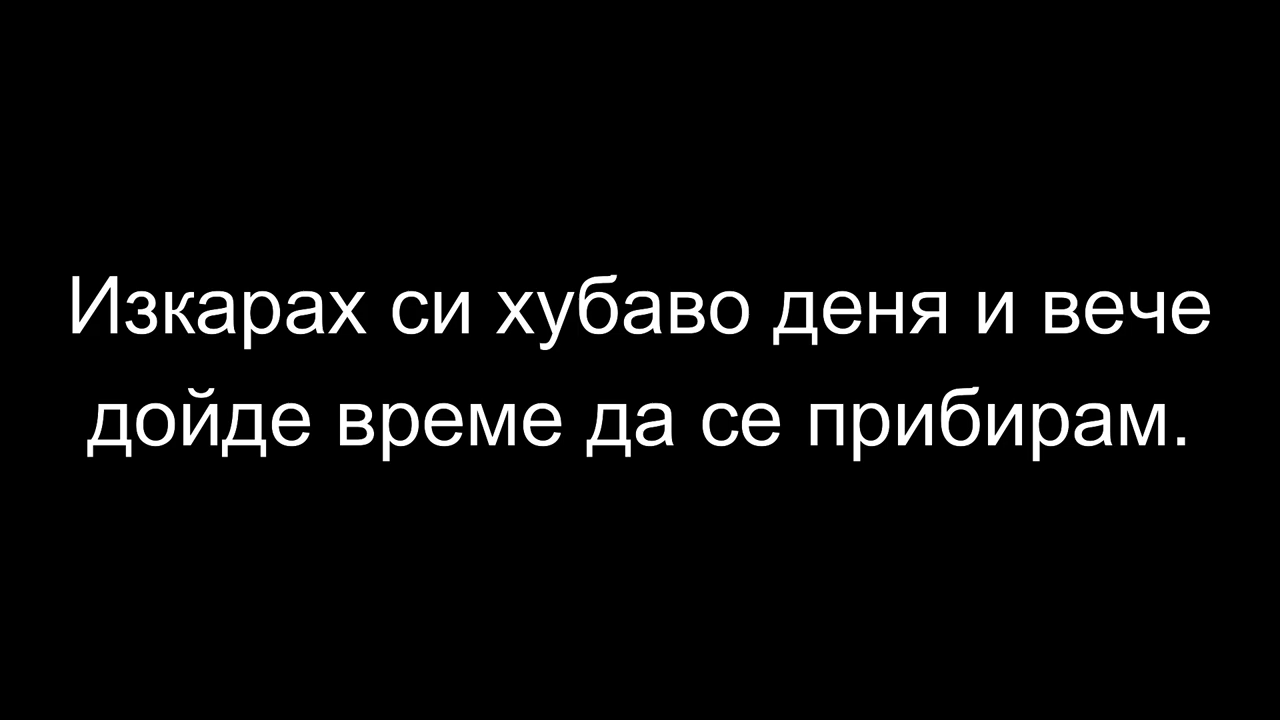 Изкарах си хубаво деня и вече
дойде време да се прибирам.